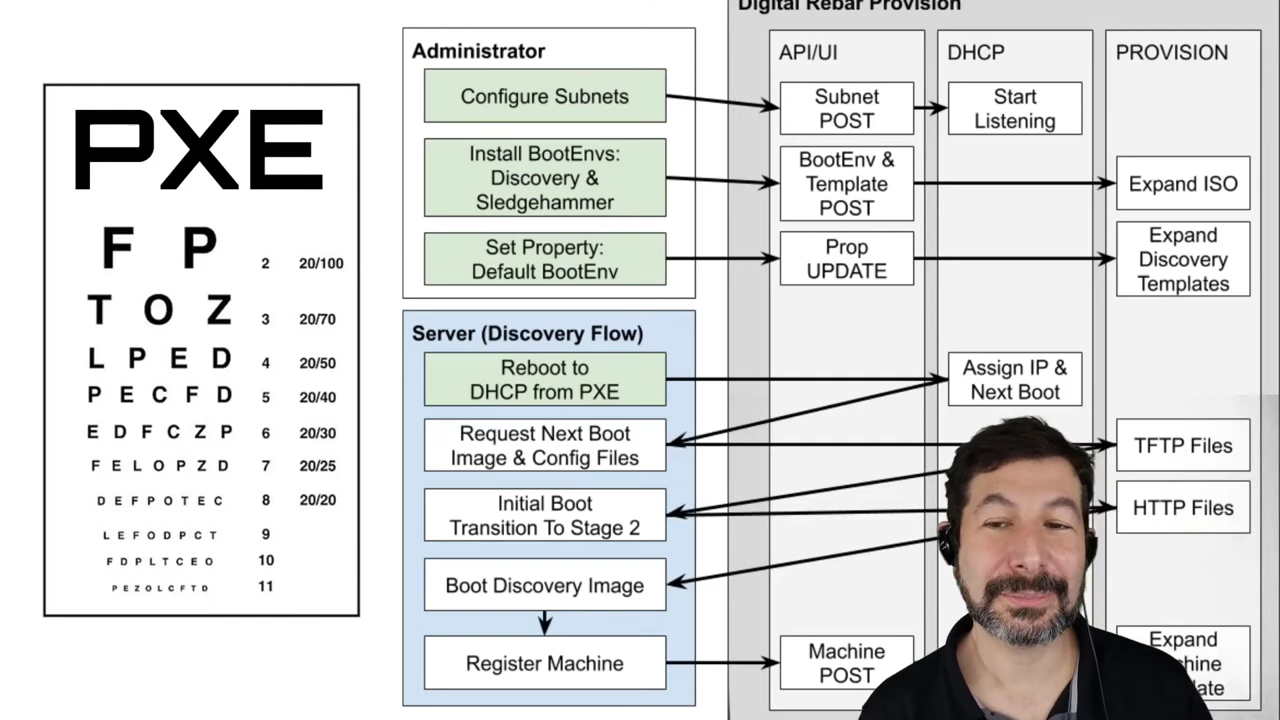 PXE
F P 2 20/100
T O Z 3 20/70
L P E D 4 20/50
P E C F D 5 20/40
E D F C Z P 6 20/30
F E L O P Z D 7 20/25
D E F P O T E C 8 20/20
L E F O D P C T 9
F D P L T C E O 10
P E Z O L C F T D 11
Administrator
Configure Subnets
Install BootEnvs:
Discovery &
Sledgehammer
Set Property:
Default BootEnv
Server (Discovery Flow)
Reboot to
DHCP from PXE
Request Next Boot
Image & Config Files
Initial Boot
Transition To Stage 2
Boot Discovery Image
Register Machine
Digital Rebar Provision
API/UI
Subnet
POST
BootEnv &
Template
POST
Prop
UPDATE
Machine
POST
DHCP
Start
Listening
Assign IP &
Next Boot
PROVISION
Expand ISO
Expand
Discovery
Templates
TFTP Files
HTTP Files
Expand